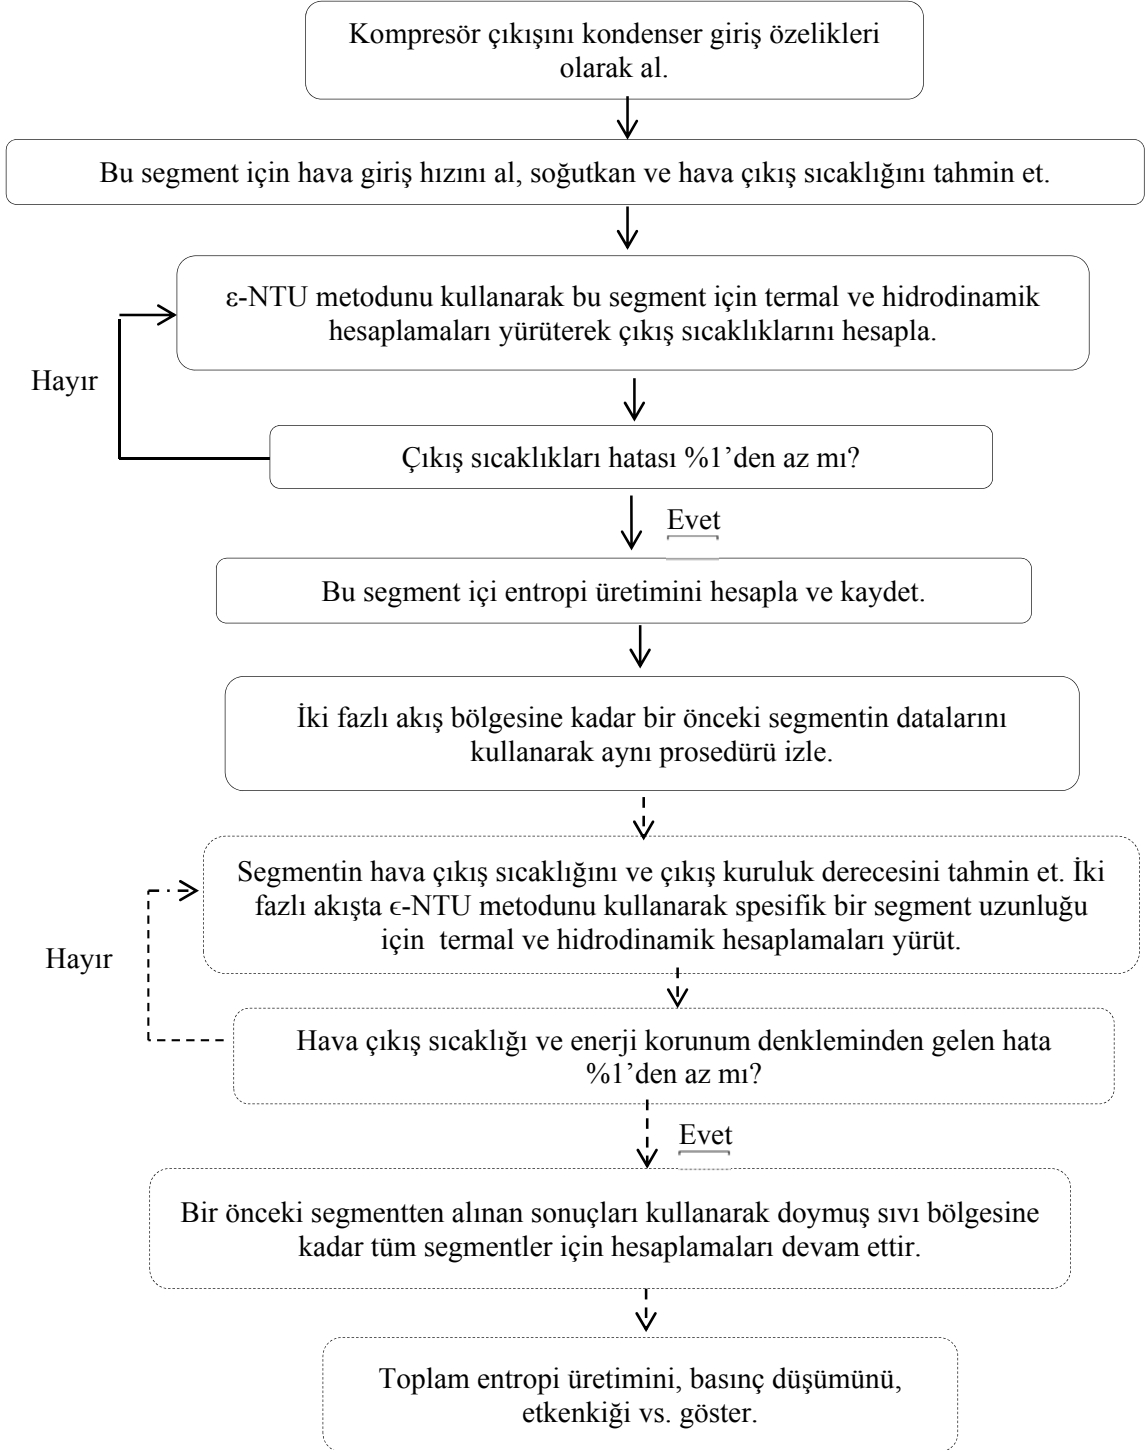 Kompresör çıkışını kondenser giriş özelikleri
olarak al.
Bu segment için hava giriş hızını al, soğutkan ve hava çıkış sıcaklığını tahmin et.
ε-NTU metodunu kullanarak bu segment için termal ve hidrodinamik
hesaplamaları yürüterek çıkış sıcaklıklarını hesapla.
Hayır
Çıkış sıcaklıkları hatası %1’den az mı?
Evet
Bu segment içi entropi üretimini hesapla ve kaydet.
İki fazlı akış bölgesine kadar bir önceki segmentin datalarını
kullanarak aynı prosedürü izle.
Segmentin hava çıkış sıcaklığını ve çıkış kuruluk derecesini tahmin et. İki
fazlı akışta ϵ-NTU metodunu kullanarak spesifik bir segment uzunluğu
için termal ve hidrodinamik hesaplamaları yürüt.
Hayır
Hava çıkış sıcaklığı ve enerji korunum denkleminden gelen hata
%1’den az mı?
Evet
Bir önceki segmentten alınan sonuçları kullanarak doymuş sıvı bölgesine
kadar tüm segmentler için hesaplamaları devam ettir.
Toplam entropi üretimini, basınç düşümünü,
etkenkiği vs. göster.